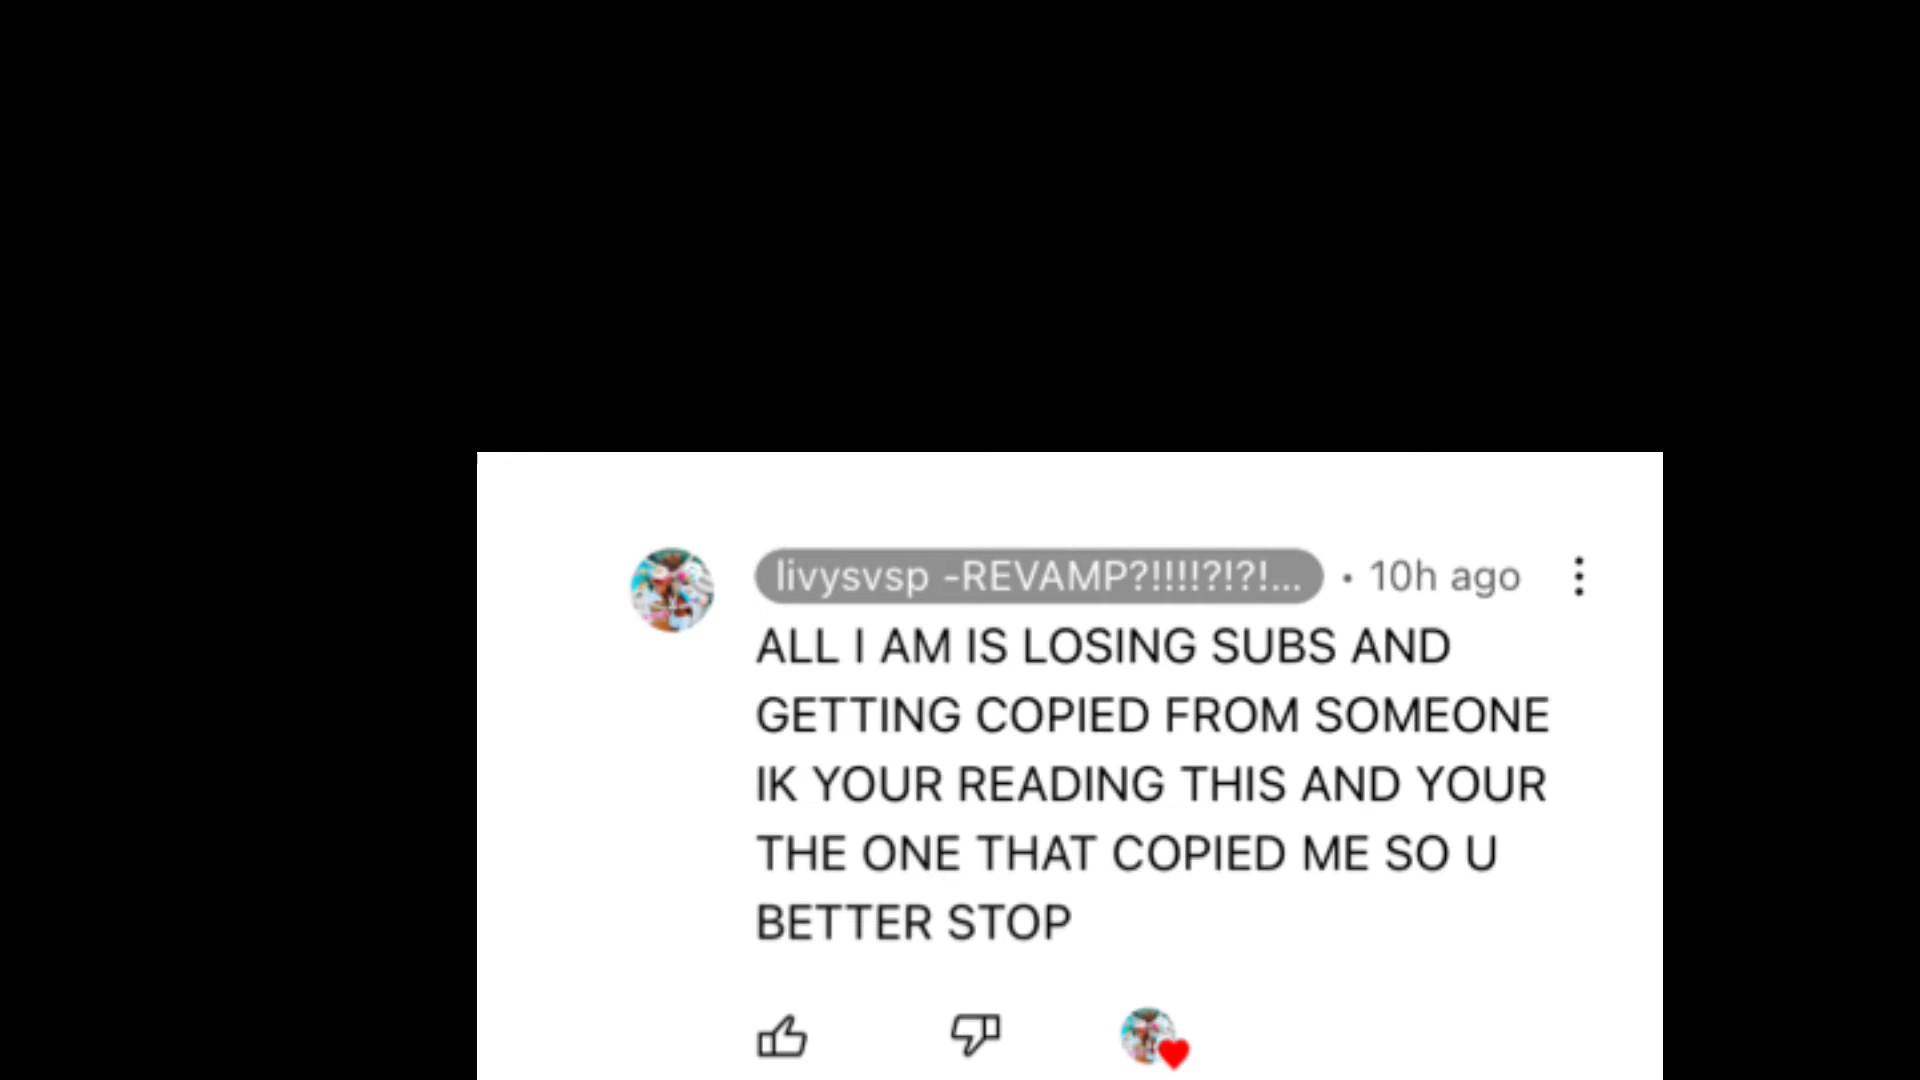 livysvsp -REVAMP?!!!!?!?!... · 10h ago
ALL I AM IS LOSING SUBS AND
GETTING COPIED FROM SOMEONE
IK YOUR READING THIS AND YOUR
THE ONE THAT COPIED ME SO U
BETTER STOP